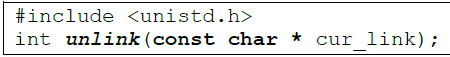 #include <unistd.h>
int unlink(const char * cur_link);